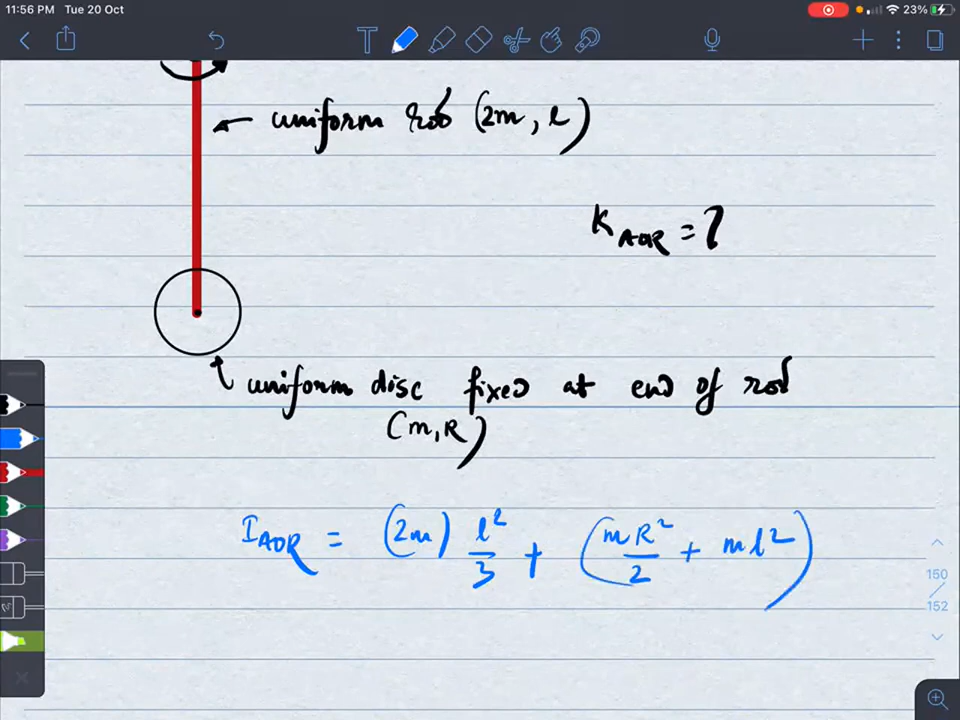 11:56 PM Tue 20 Oct 23%
uniform rod (2m, l)
K_AOR = ?
uniform disc fixed at end of rod
(m, R)
I_AOR = (2m) l²/3 + (mR²/2 + ml²)
150
/
152